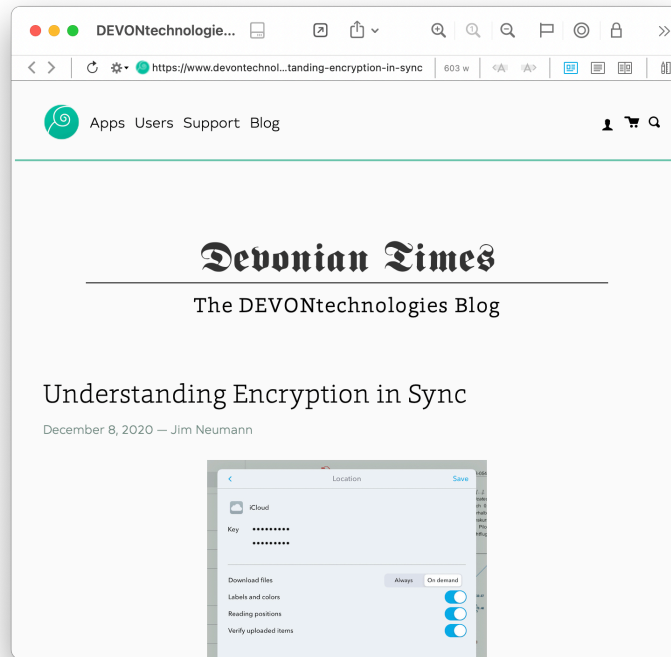 DEVONtechnologie...
https://www.devontechnol...tanding-encryption-in-sync
603 w
<A A>
Apps Users Support Blog
Devonian Times
The DEVONtechnologies Blog
Understanding Encryption in Sync
December 8, 2020 — Jim Neumann
Location
Save
iCloud
Key •••••••••
•••••••••
Download files
Always
On demand
Labels and colors
Reading positions
Verify uploaded items